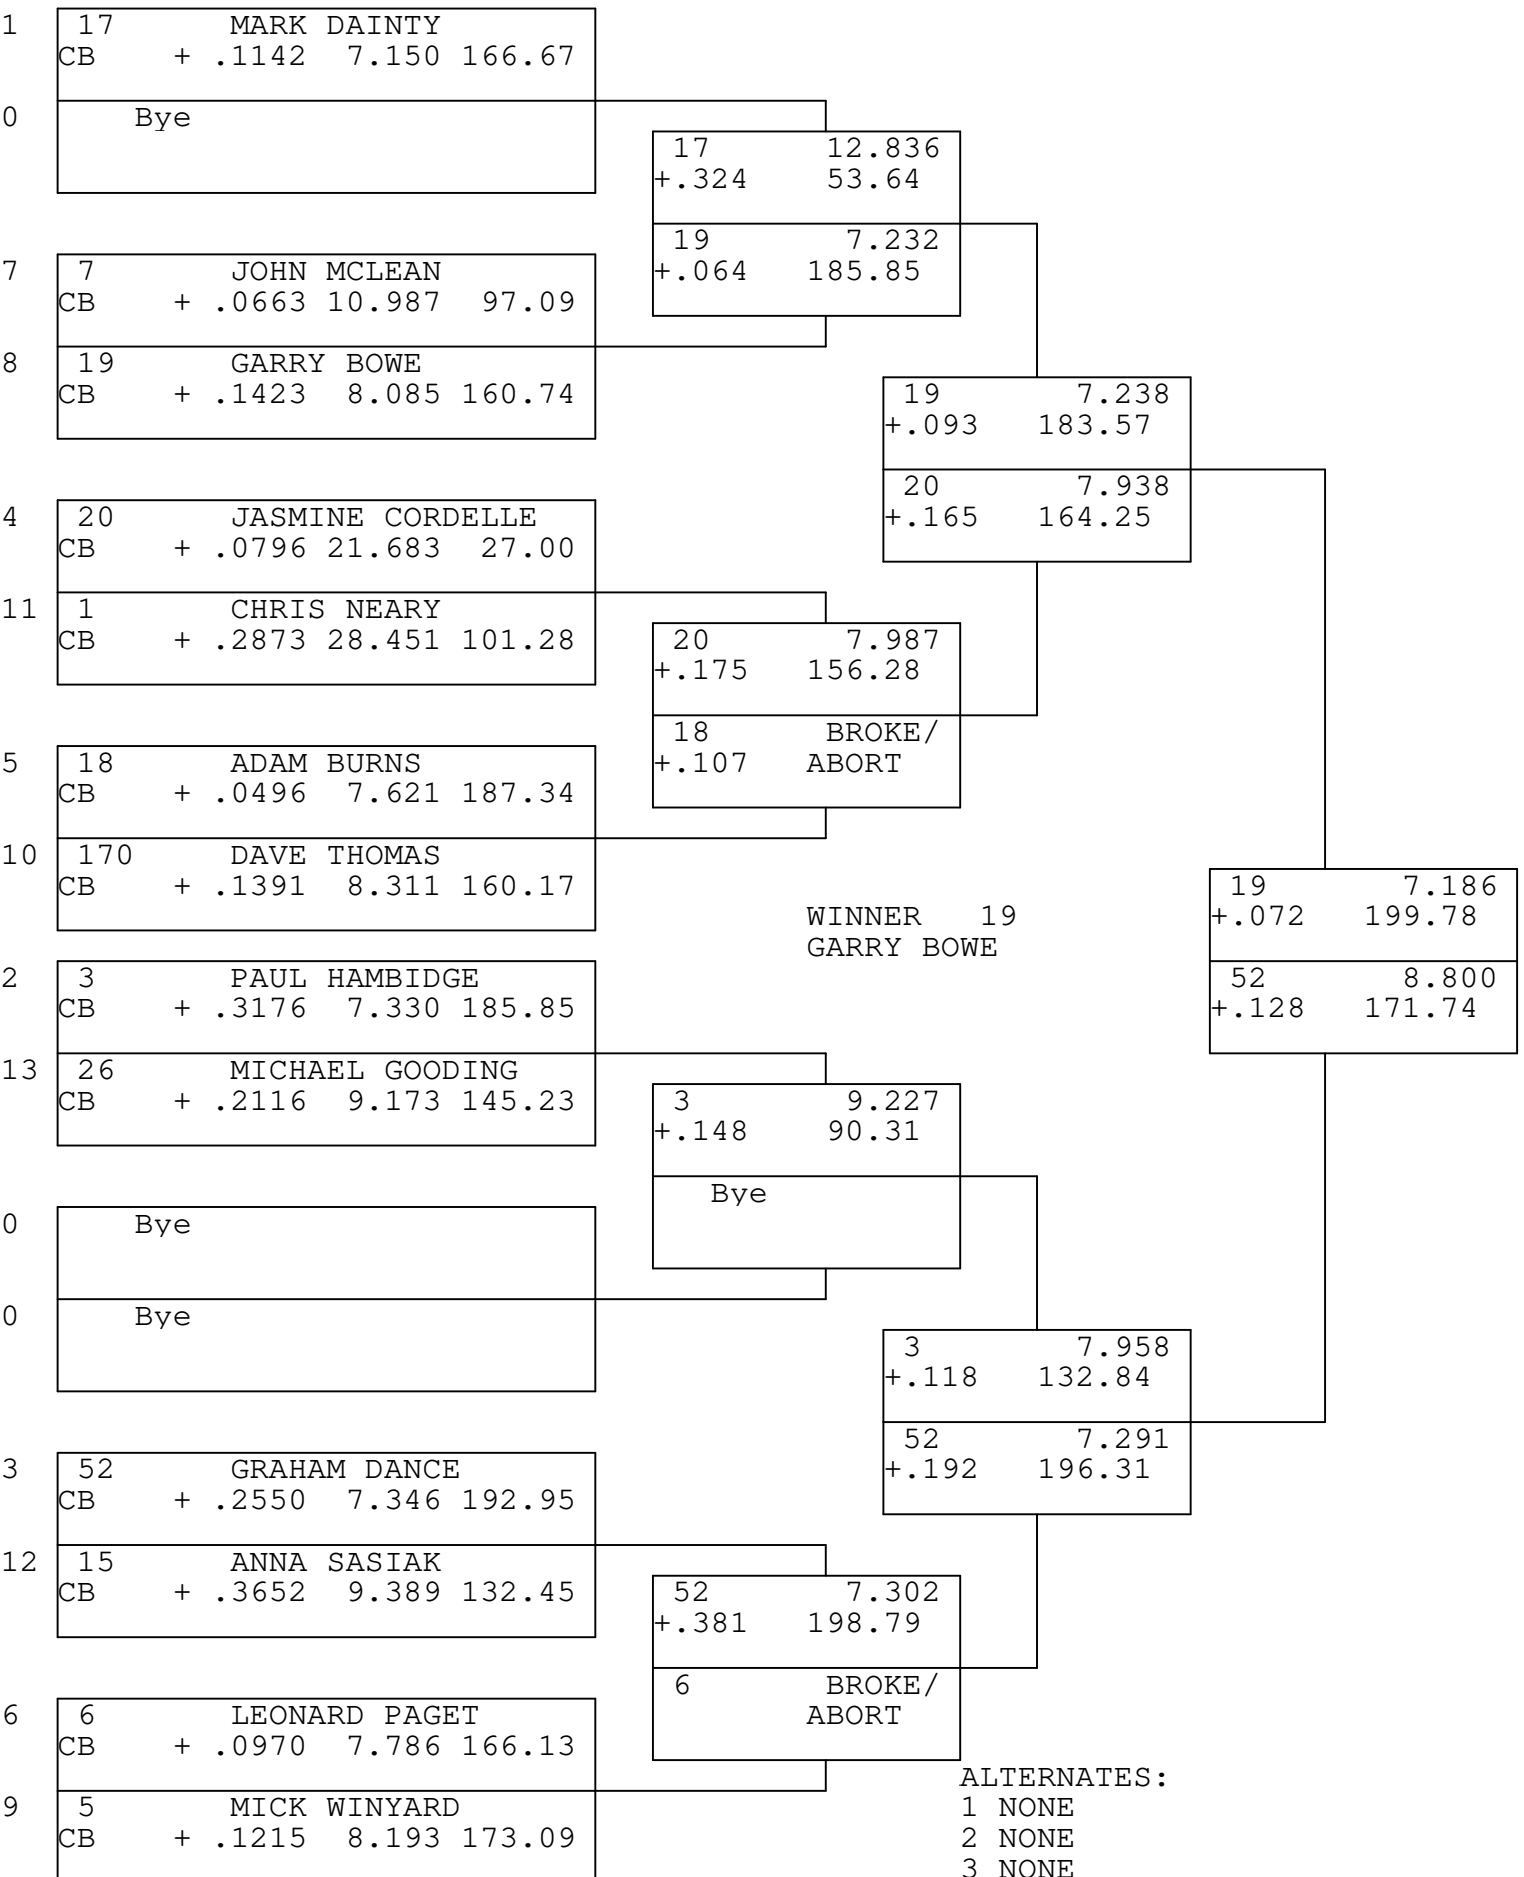 1 17 MARK DAINTY
CB + .1142 7.150 166.67
0 Bye
17 12.836
+.324 53.64
19 7.232
+.064 185.85
7 7 JOHN MCLEAN
CB + .0663 10.987 97.09
8 19 GARRY BOWE
CB + .1423 8.085 160.74
19 7.238
+.093 183.57
20 7.938
+.165 164.25
4 20 JASMINE CORDELLE
CB + .0796 21.683 27.00
11 1 CHRIS NEARY
CB + .2873 28.451 101.28
20 7.987
+.175 156.28
18 BROKE/
+.107 ABORT
5 18 ADAM BURNS
CB + .0496 7.621 187.34
10 170 DAVE THOMAS
CB + .1391 8.311 160.17
WINNER 19
GARRY BOWE
19 7.186
+.072 199.78
52 8.800
+.128 171.74
2 3 PAUL HAMBIDGE
CB + .3176 7.330 185.85
13 26 MICHAEL GOODING
CB + .2116 9.173 145.23
3 9.227
+.148 90.31
Bye
0 Bye
0 Bye
3 7.958
+.118 132.84
52 7.291
+.192 196.31
3 52 GRAHAM DANCE
CB + .2550 7.346 192.95
12 15 ANNA SASIAK
CB + .3652 9.389 132.45
52 7.302
+.381 198.79
6 BROKE/
ABORT
6 6 LEONARD PAGET
CB + .0970 7.786 166.13
9 5 MICK WINYARD
CB + .1215 8.193 173.09
ALTERNATES:
1 NONE
2 NONE
3 NONE